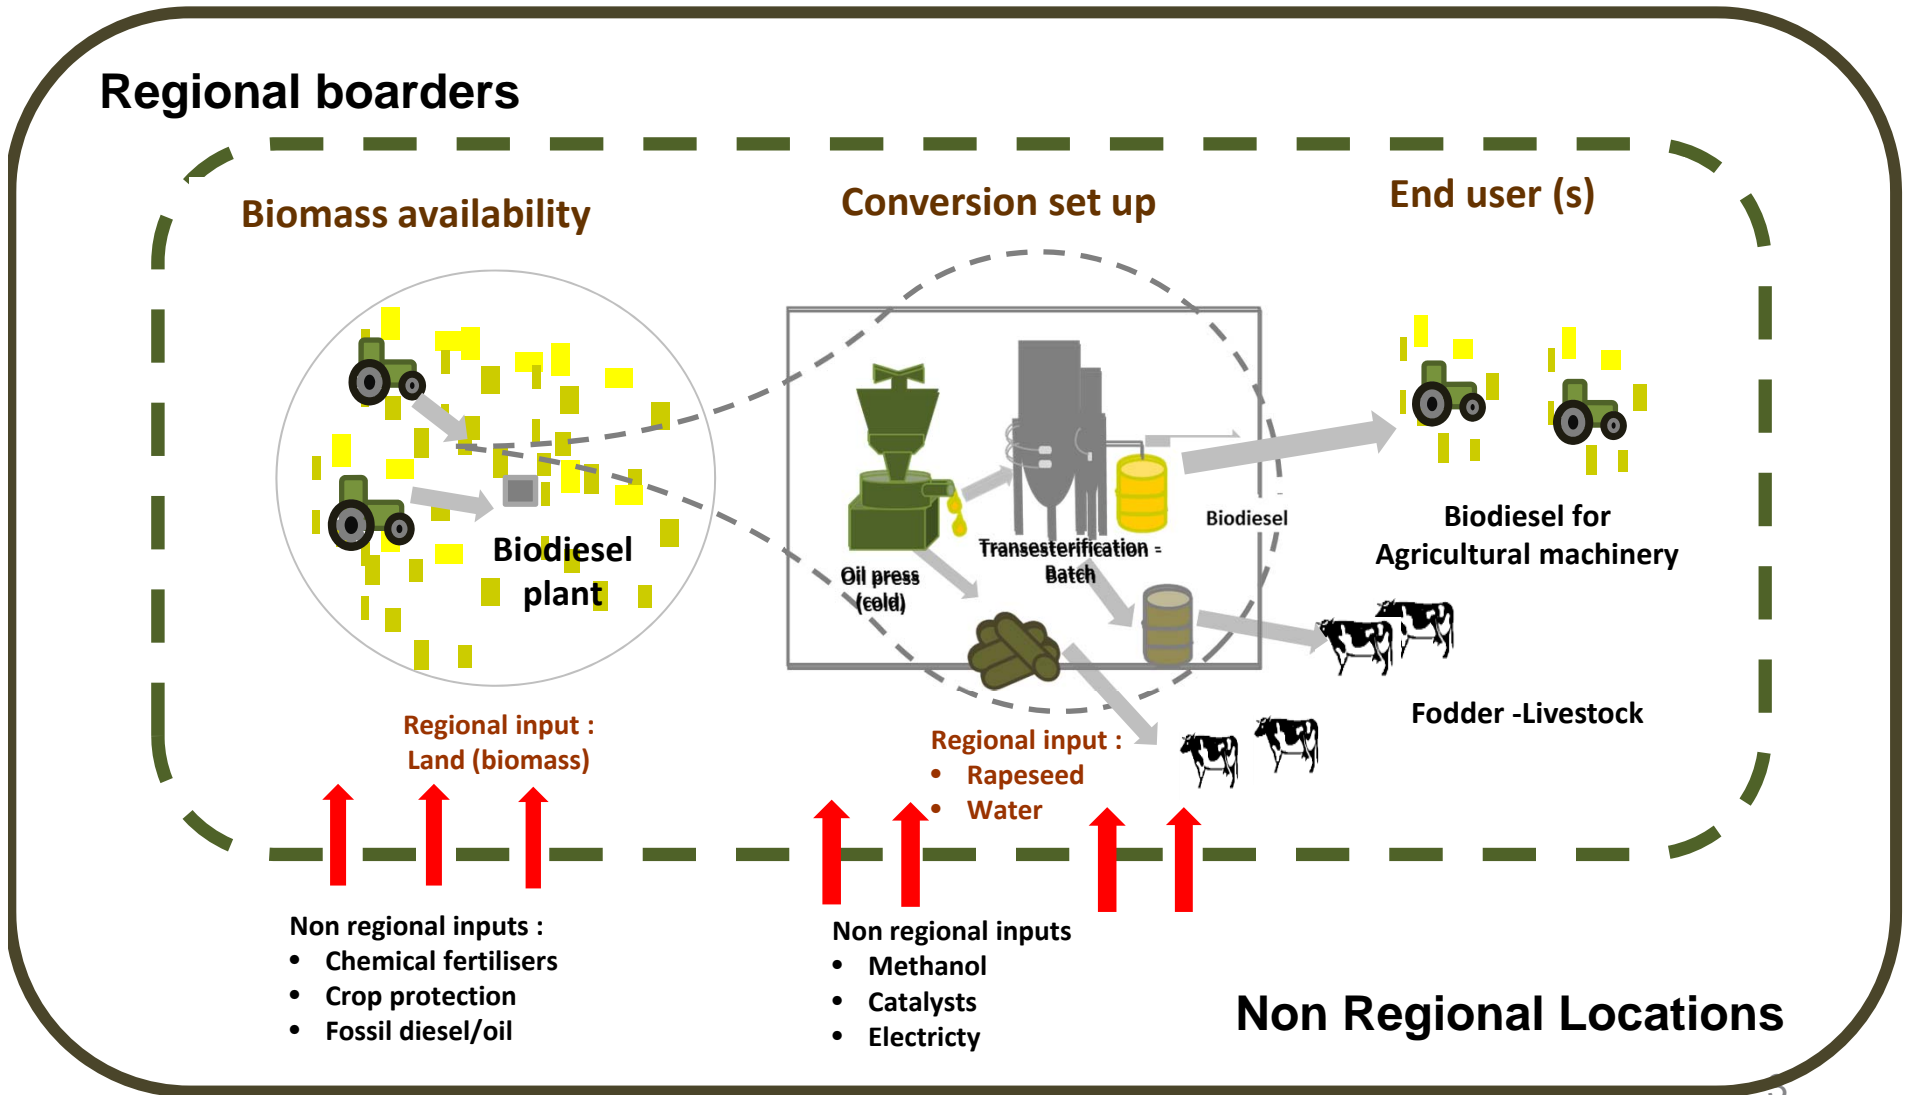 Regional boarders
Biomass availability
Conversion set up
End user (s)
Biodiesel
plant
Oil press
(cold)
Transesterification -
Batch
Biodiesel
Biodiesel for
Agricultural machinery
Fodder -Livestock
Regional input :
Land (biomass)
Regional input :
• Rapeseed
• Water
Non regional inputs :
• Chemical fertilisers
• Crop protection
• Fossil diesel/oil
Non regional inputs
• Methanol
• Catalysts
• Electricty
Non Regional Locations